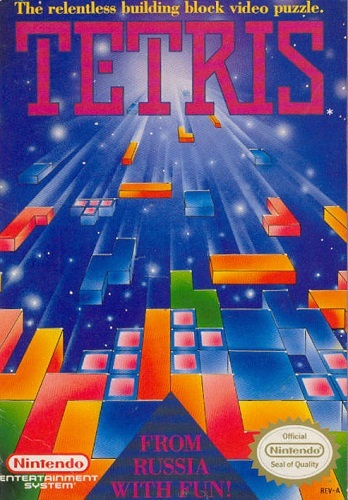 The relentless building block video puzzle.
TETRIS
*
FROM
RUSSIA
WITH FUN!
Nintendo
ENTERTAINMENT
SYSTEM®
Official
Nintendo
Seal of Quality
REV-A